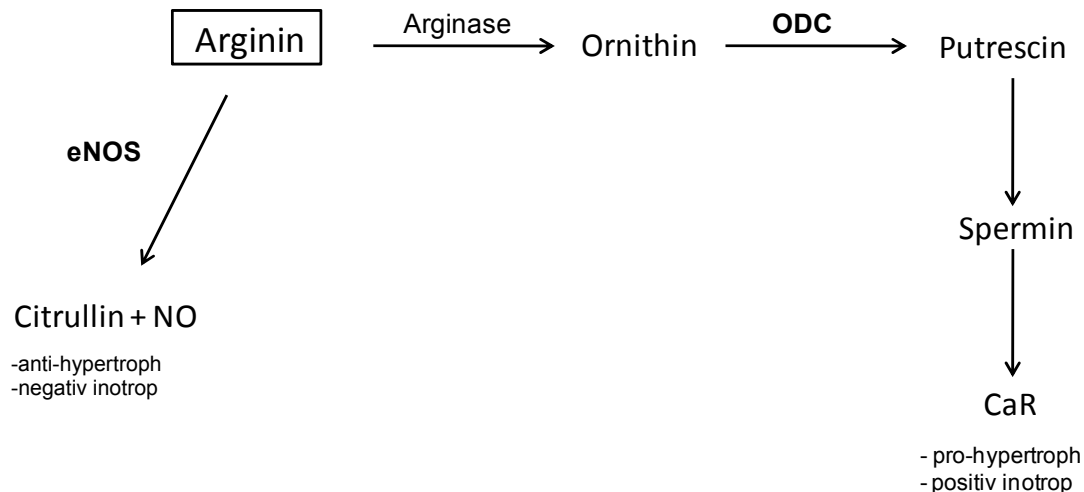 Arginin
Arginase
Ornithin
ODC
Putrescin
eNOS
Spermin
Citrullin + NO
-anti-hypertroph
-negativ inotrop
CaR
- pro-hypertroph
- positiv inotrop